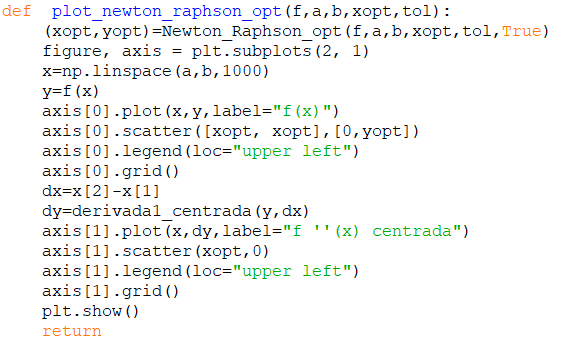 def  plot_newton_raphson_opt(f,a,b,xopt,tol):
    (xopt,yopt)=Newton_Raphson_opt(f,a,b,xopt,tol,True)
    figure, axis = plt.subplots(2, 1)
    x=np.linspace(a,b,1000)
    y=f(x)
    axis[0].plot(x,y,label="f(x)")
    axis[0].scatter([xopt, xopt],[0,yopt])
    axis[0].legend(loc="upper left")
    axis[0].grid()
    dx=x[2]-x[1]
    dy=derivada1_centrada(y,dx)
    axis[1].plot(x,dy,label="f ''(x) centrada")
    axis[1].scatter(xopt,0)
    axis[1].legend(loc="upper left")
    axis[1].grid()
    plt.show()
    return